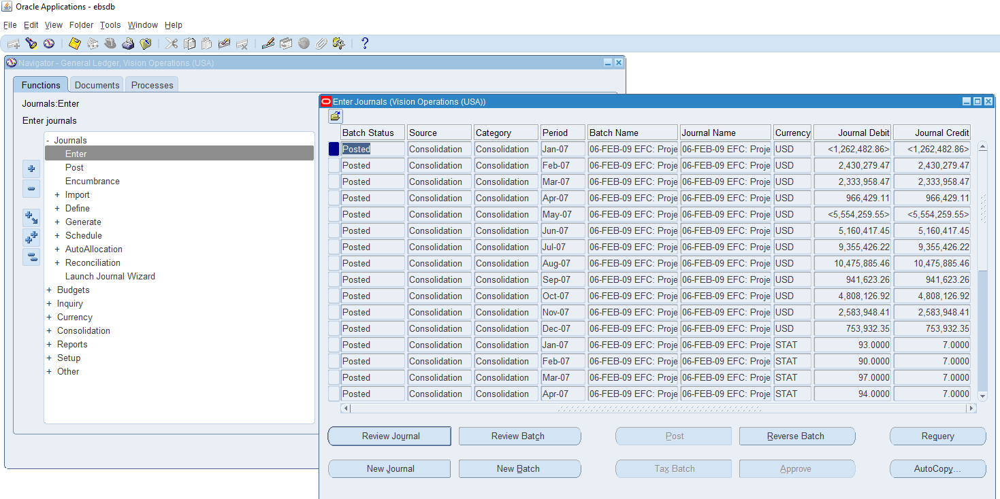 Oracle Applications - ebsdb
File Edit View Folder Tools Window Help
Navigator - General Ledger, Vision Operations (USA)
Functions Documents Processes
Journals:Enter
Enter journals
- Journals
Enter
Post
Encumbrance
+ Import
+ Define
+ Generate
+ Schedule
+ AutoAllocation
+ Reconciliation
Launch Journal Wizard
+ Budgets
+ Inquiry
+ Currency
+ Consolidation
+ Reports
+ Setup
+ Other
Enter Journals (Vision Operations (USA))
Batch Status Source Category Period Batch Name Journal Name Currency Journal Debit Journal Credit
Posted Consolidation Consolidation Jan-07 06-FEB-09 EFC: Proje 06-FEB-09 EFC: Proje USD <1,262,482.86> <1,262,482.86>
Posted Consolidation Consolidation Feb-07 06-FEB-09 EFC: Proje 06-FEB-09 EFC: Proje USD 2,430,279.47 2,430,279.47
Posted Consolidation Consolidation Mar-07 06-FEB-09 EFC: Proje 06-FEB-09 EFC: Proje USD 2,333,958.47 2,333,958.47
Posted Consolidation Consolidation Apr-07 06-FEB-09 EFC: Proje 06-FEB-09 EFC: Proje USD 966,429.11 966,429.11
Posted Consolidation Consolidation May-07 06-FEB-09 EFC: Proje 06-FEB-09 EFC: Proje USD <5,554,259.55> <5,554,259.55>
Posted Consolidation Consolidation Jun-07 06-FEB-09 EFC: Proje 06-FEB-09 EFC: Proje USD 5,160,417.45 5,160,417.45
Posted Consolidation Consolidation Jul-07 06-FEB-09 EFC: Proje 06-FEB-09 EFC: Proje USD 9,355,426.22 9,355,426.22
Posted Consolidation Consolidation Aug-07 06-FEB-09 EFC: Proje 06-FEB-09 EFC: Proje USD 10,475,885.46 10,475,885.46
Posted Consolidation Consolidation Sep-07 06-FEB-09 EFC: Proje 06-FEB-09 EFC: Proje USD 941,623.26 941,623.26
Posted Consolidation Consolidation Oct-07 06-FEB-09 EFC: Proje 06-FEB-09 EFC: Proje USD 4,808,126.92 4,808,126.92
Posted Consolidation Consolidation Nov-07 06-FEB-09 EFC: Proje 06-FEB-09 EFC: Proje USD 2,583,948.41 2,583,948.41
Posted Consolidation Consolidation Dec-07 06-FEB-09 EFC: Proje 06-FEB-09 EFC: Proje USD 753,932.35 753,932.35
Posted Consolidation Consolidation Jan-07 06-FEB-09 EFC: Proje 06-FEB-09 EFC: Proje STAT 93.0000 7.0000
Posted Consolidation Consolidation Feb-07 06-FEB-09 EFC: Proje 06-FEB-09 EFC: Proje STAT 90.0000 7.0000
Posted Consolidation Consolidation Mar-07 06-FEB-09 EFC: Proje 06-FEB-09 EFC: Proje STAT 97.0000 7.0000
Posted Consolidation Consolidation Apr-07 06-FEB-09 EFC: Proje 06-FEB-09 EFC: Proje STAT 94.0000 7.0000
Review Journal Review Batch Post Reverse Batch Requery
New Journal New Batch Tax Batch Approve AutoCopy...